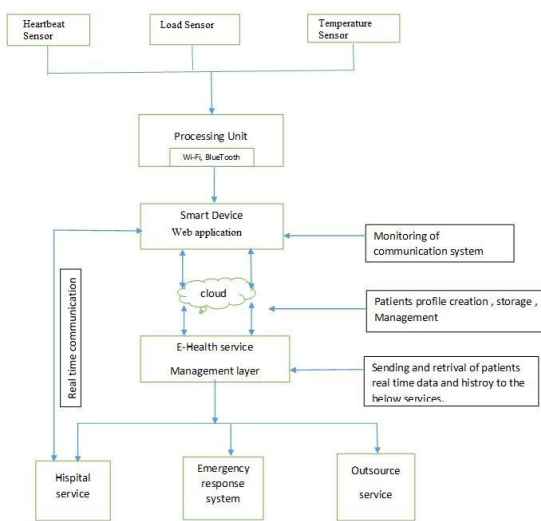 Heartbeat
Sensor
Load Sensor
Temperature
Sensor
Processing Unit
Wi-Fi, BlueTooth
Smart Device
Web application
Monitoring of
communication system
cloud
Patients profile creation , storage ,
Management
Real time communication
E-Health service
Management layer
Sending and retrival of patients
real time data and histroy to the
below services.
Hispital
service
Emergency
response
system
Outsource
service